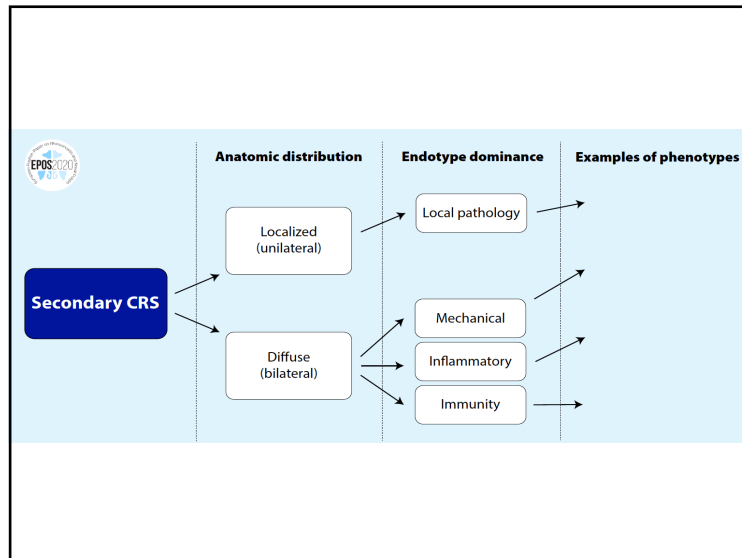 EPOS2020
Anatomic distribution
Endotype dominance
Examples of phenotypes
Localized
(unilateral)
Local pathology
Secondary CRS
Diffuse
(bilateral)
Mechanical
Inflammatory
Immunity